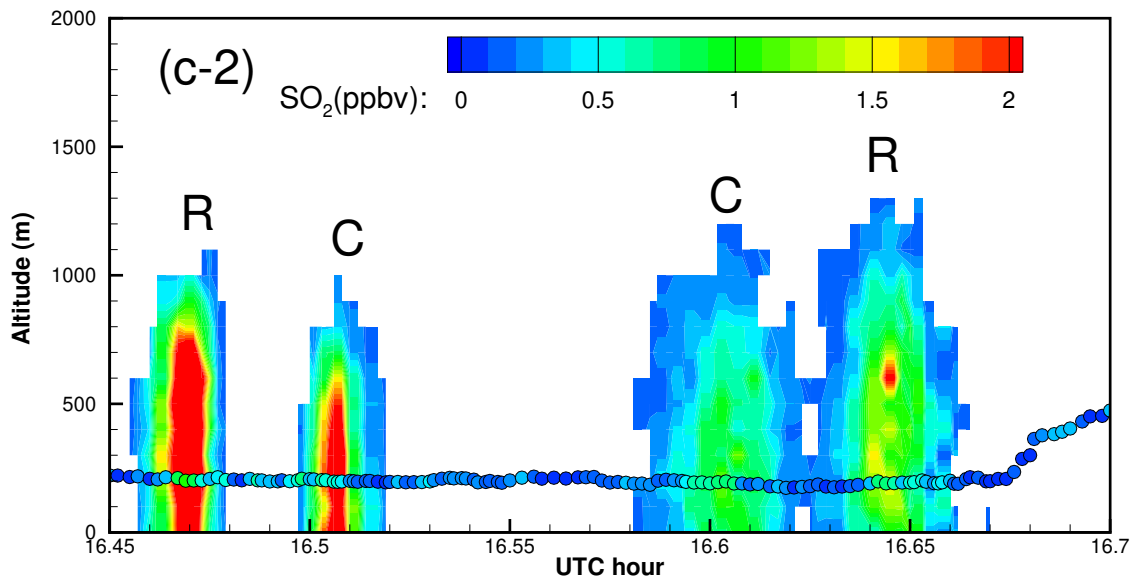 2000
(c-2)
SO2(ppbv):
0 0.5 1 1.5 2
1500
R
R
C
C
1000
Altitude (m)
500
0
16.45 16.5 16.55 16.6 16.65 16.7
UTC hour